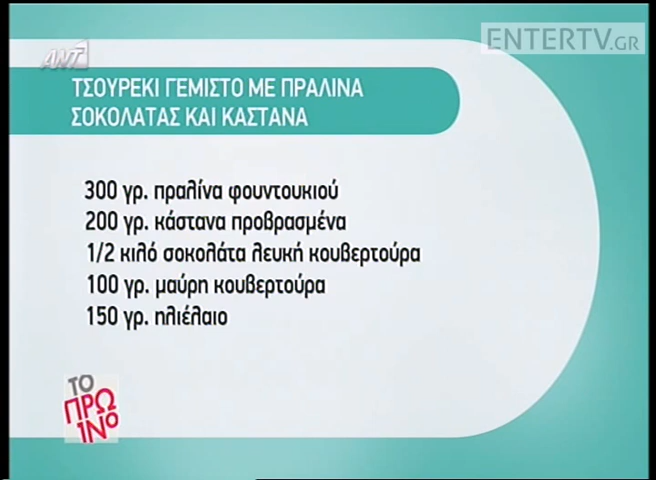 ENTERTV.GR
ANT1
ΤΣΟΥΡΕΚΙ ΓΕΜΙΣΤΟ ΜΕ ΠΡΑΛΙΝΑ
ΣΟΚΟΛΑΤΑΣ ΚΑΙ ΚΑΣΤΑΝΑ
300 γρ. πραλίνα φουντουκιού
200 γρ. κάστανα προβρασμένα
1/2 κιλό σοκολάτα λευκή κουβερτούρα
100 γρ. μαύρη κουβερτούρα
150 γρ. ηλιέλαιο
ΤΟ
ΠΡΩ
ΙΝΟ